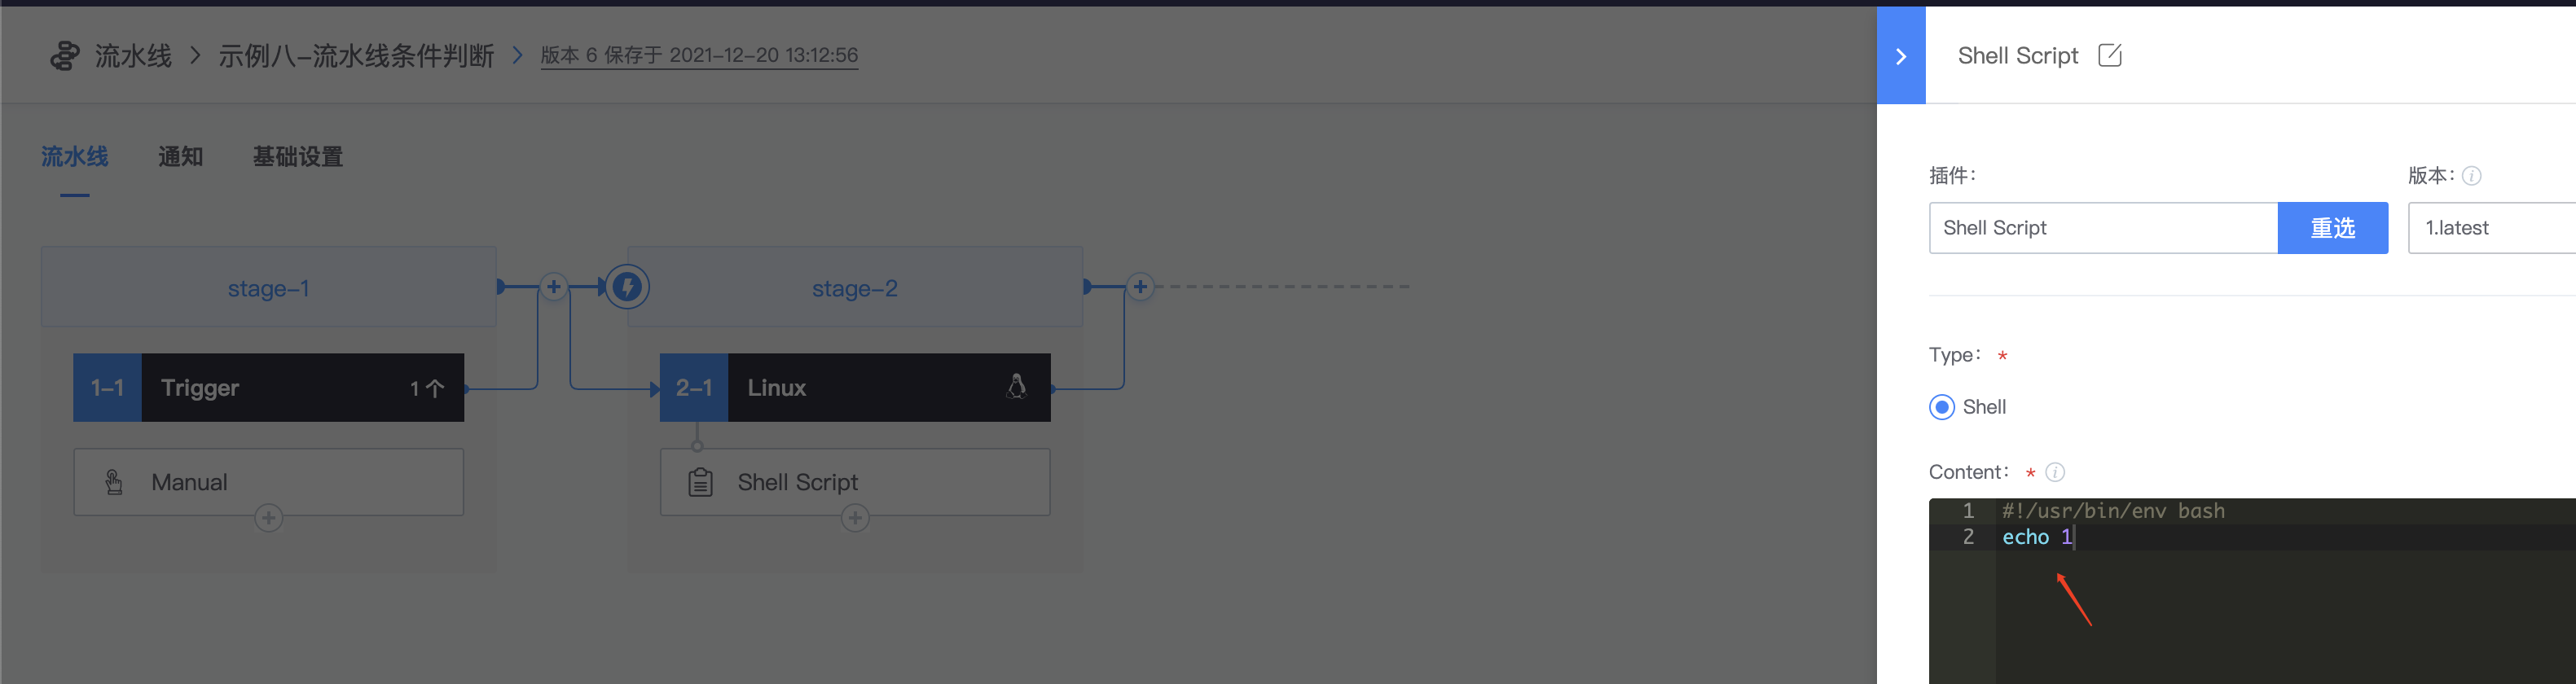 流水线 > 示例八-流水线条件判断 > 版本 6 保存于 2021-12-20 13:12:56
流水线 通知 基础设置
stage-1
1-1 Trigger 1个
Manual
stage-2
2-1 Linux
Shell Script
Shell Script
插件: 版本:
Shell Script 重选 1.latest
Type: *
Shell
Content: *
1 #!/usr/bin/env bash
2 echo 1